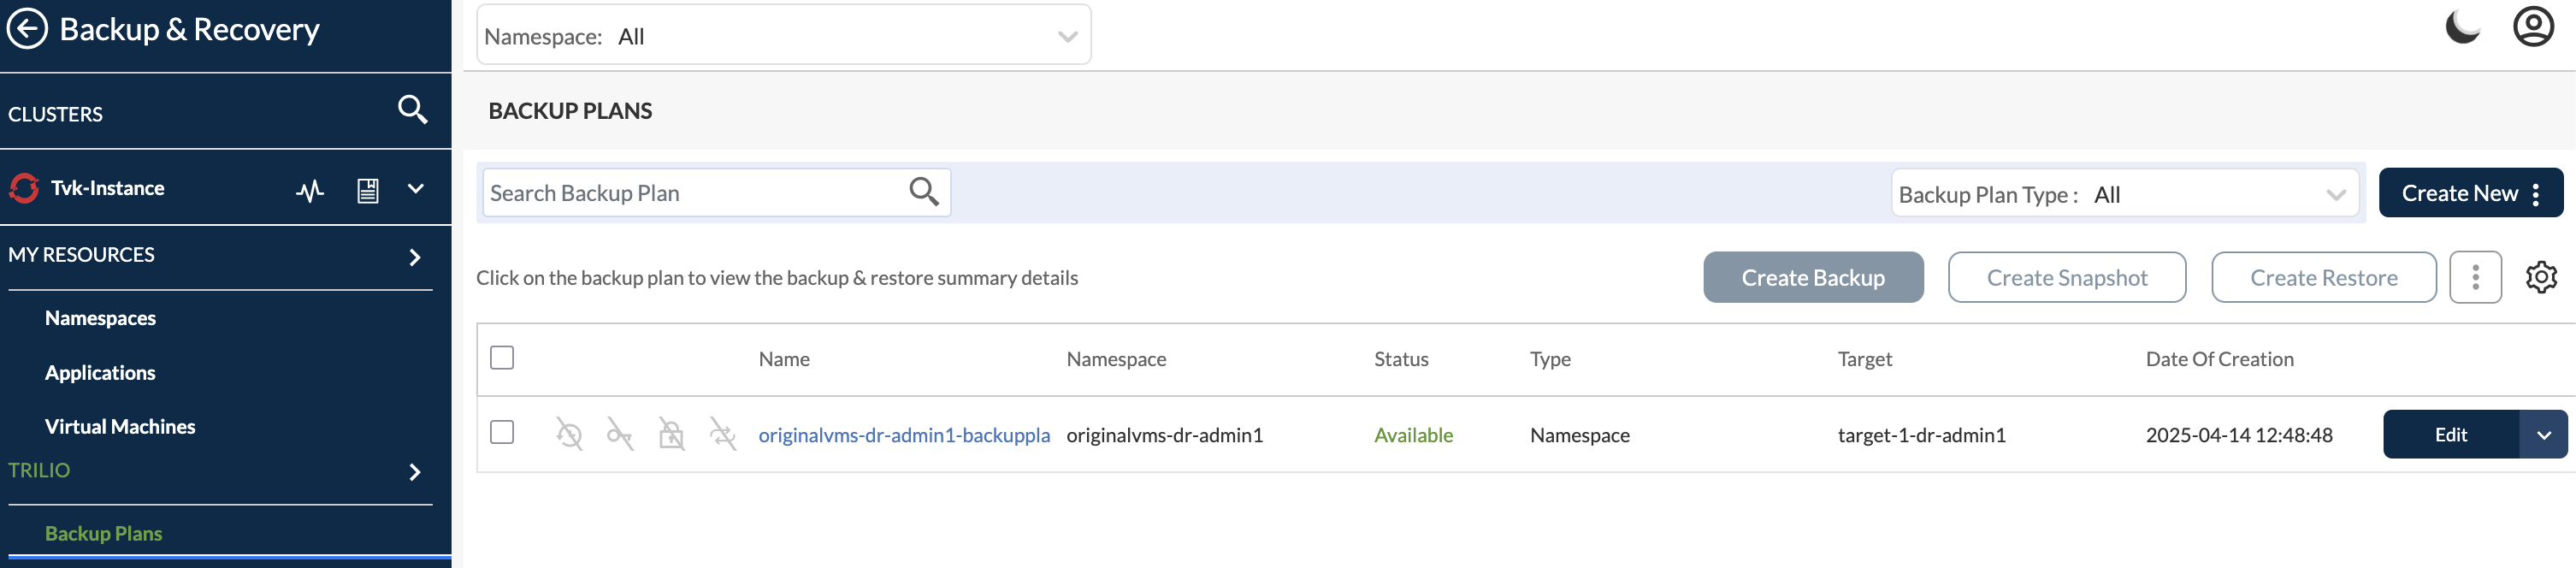 Backup & Recovery
Namespace: All
CLUSTERS
BACKUP PLANS
Tvk-Instance
Search Backup Plan
Backup Plan Type : All
Create New
MY RESOURCES
Click on the backup plan to view the backup & restore summary details
Create Backup
Create Snapshot
Create Restore
Namespaces
Applications
Virtual Machines
Name Namespace Status Type Target Date Of Creation
originalvms-dr-admin1-backuppla originalvms-dr-admin1 Available Namespace target-1-dr-admin1 2025-04-14 12:48:48 Edit
TRILIO
Backup Plans